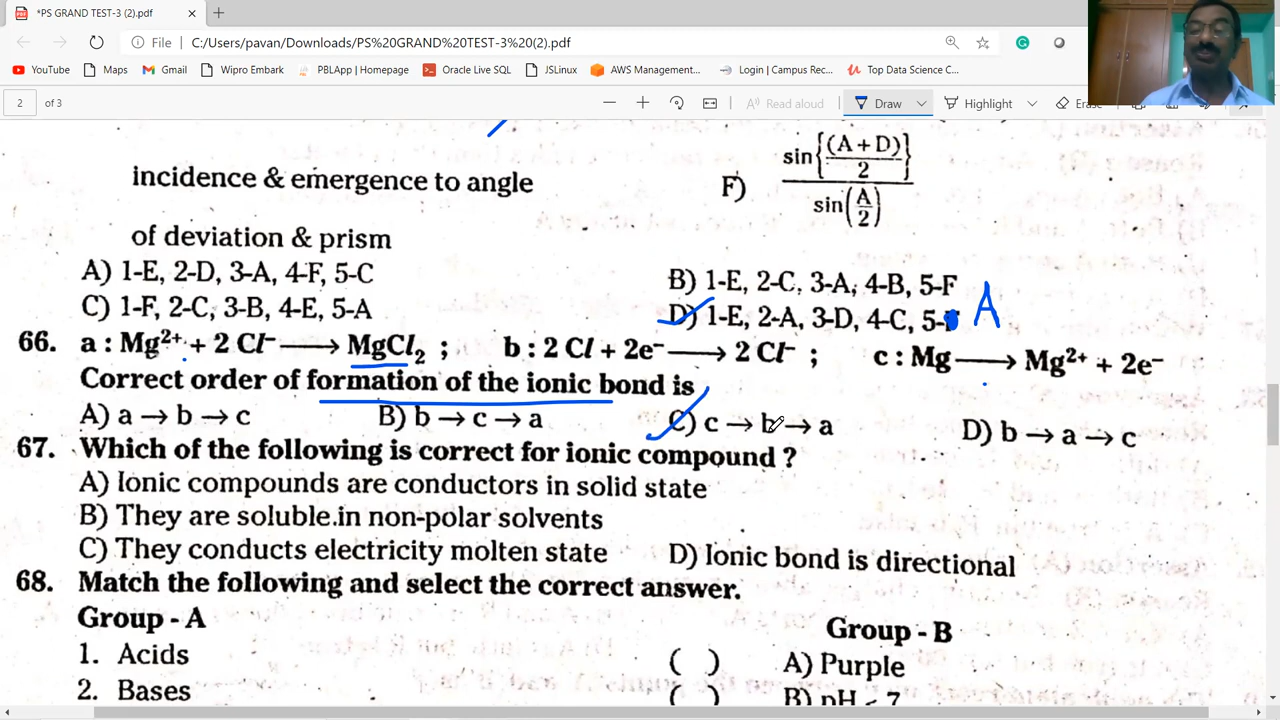 *PS GRAND TEST-3 (2).pdf
File C:/Users/pavan/Downloads/PS%20GRAND%20TEST-3%20(2).pdf
YouTube Maps Gmail Wipro Embark PBLApp | Homepage Oracle Live SQL JSLinux AWS Management... Login | Campus Rec... Top Data Science C...
2 of 3 Read aloud Draw Highlight Erase
incidence & emergence to angle
of deviation & prism
F) sin{(A + D)/2} / sin(A/2)
A) 1-E, 2-D, 3-A, 4-F, 5-C B) 1-E, 2-C, 3-A, 4-B, 5-F
C) 1-F, 2-C, 3-B, 4-E, 5-A D) 1-E, 2-A, 3-D, 4-C, 5- A
66. a : Mg²⁺ + 2 Cl⁻ ⟶ MgCl₂ ; b : 2 Cl + 2e⁻ ⟶ 2 Cl⁻ ; c : Mg ⟶ Mg²⁺ + 2e⁻
Correct order of formation of the ionic bond is
A) a → b → c B) b → c → a C) c → b → a D) b → a → c
67. Which of the following is correct for ionic compound ?
A) Ionic compounds are conductors in solid state
B) They are soluble.in non-polar solvents
C) They conducts electricity molten state D) Ionic bond is directional
68. Match the following and select the correct answer.
Group - A Group - B
1. Acids ( ) A) Purple
2. Bases ( ) B) pH < 7